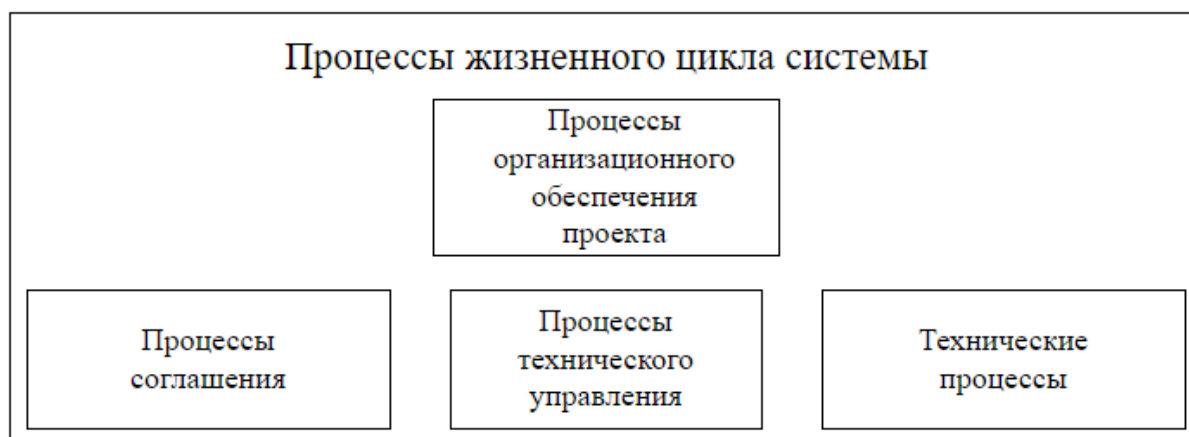 Процессы жизненного цикла системы
Процессы
организационного
обеспечения
проекта
Процессы
соглашения
Процессы
технического
управления
Технические
процессы